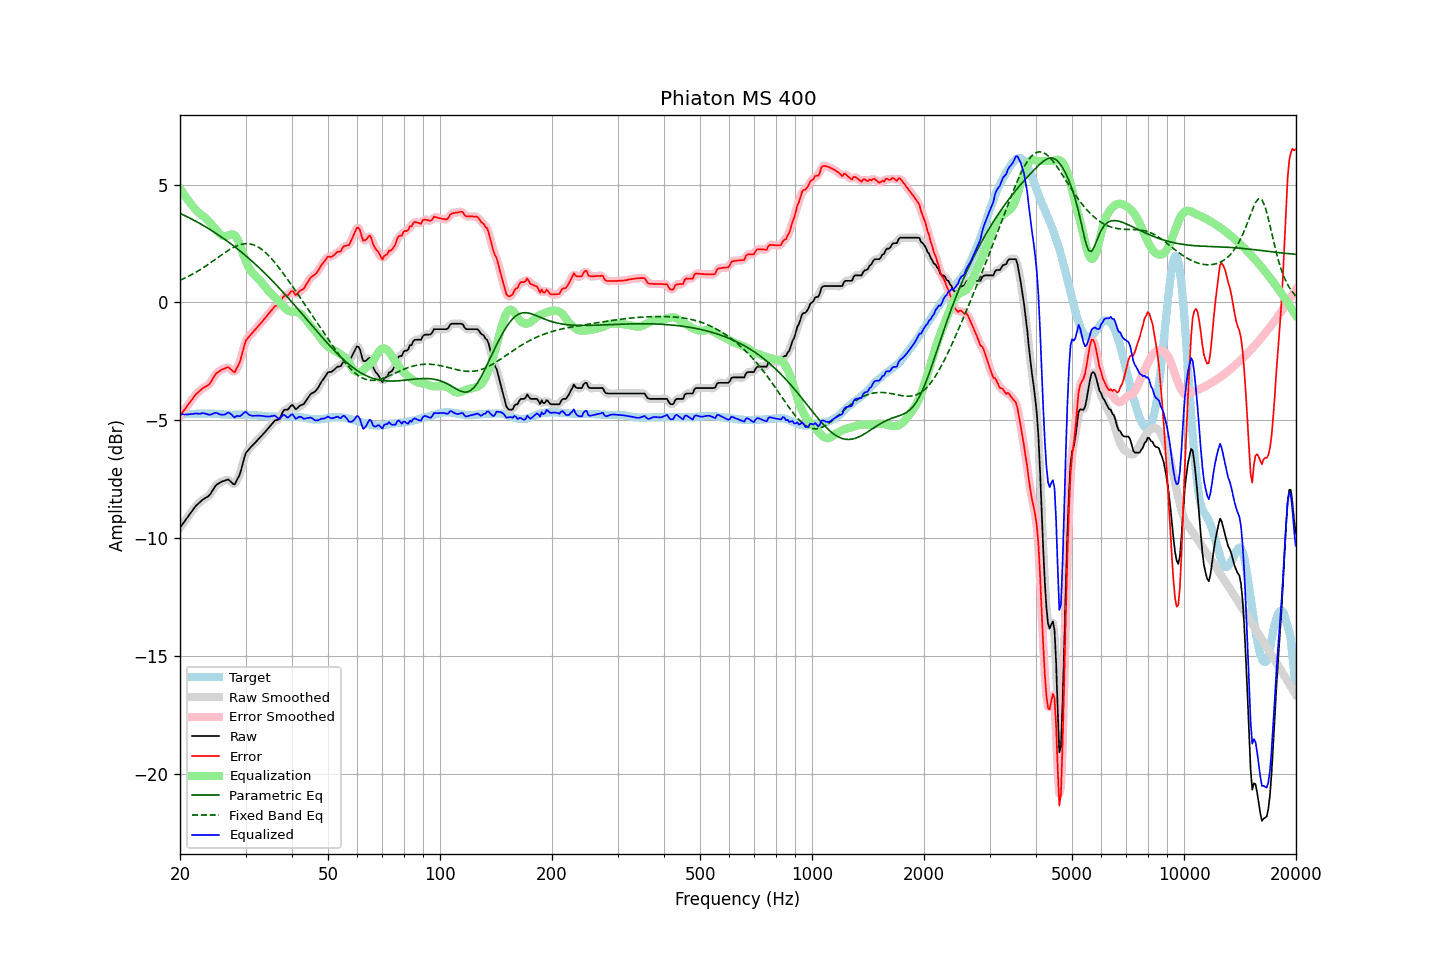 Phiaton MS 400
Amplitude (dBr)
5
0
−5
−10
−15
−20
Target
Raw Smoothed
Error Smoothed
Raw
Error
Equalization
Parametric Eq
Fixed Band Eq
Equalized
20 50 100 200 500 1000 2000 5000 10000 20000
Frequency (Hz)